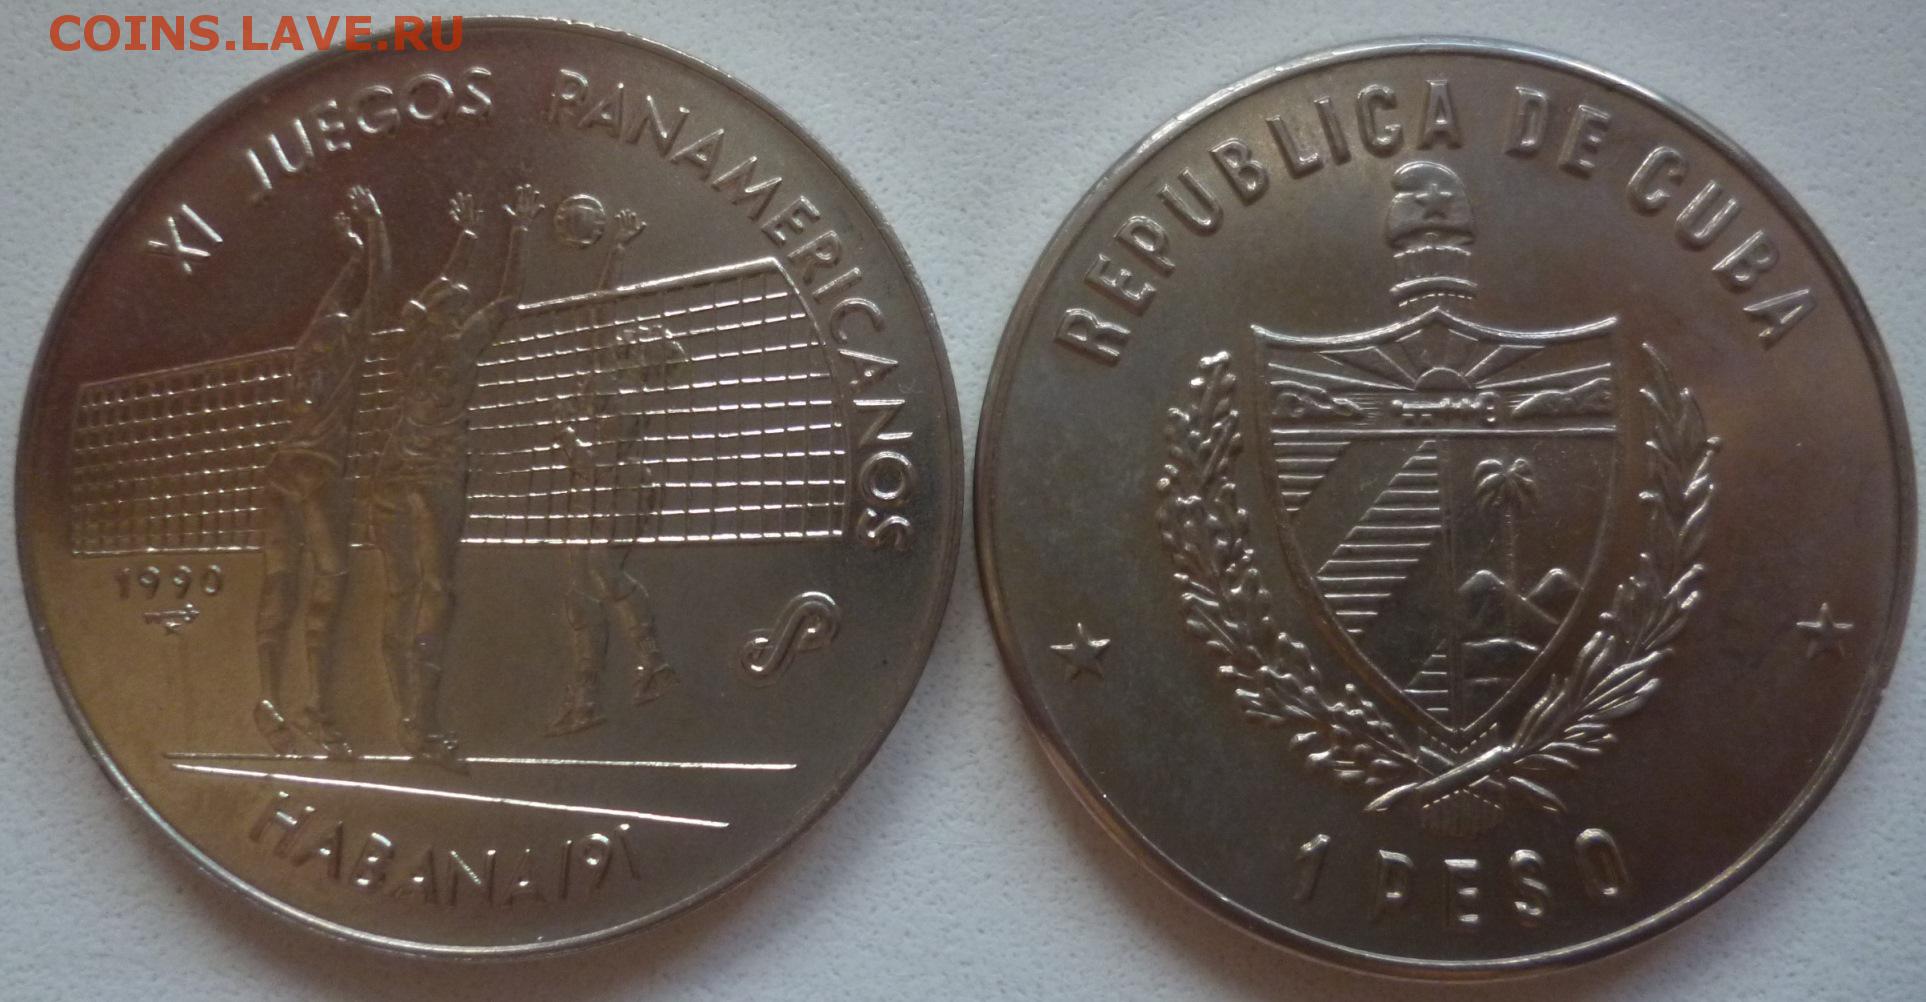 COINS.LAVE.RU
XI JUEGOS PANAMERICANOS
1990
HABANA/91
REPUBLICA DE CUBA
1 PESO